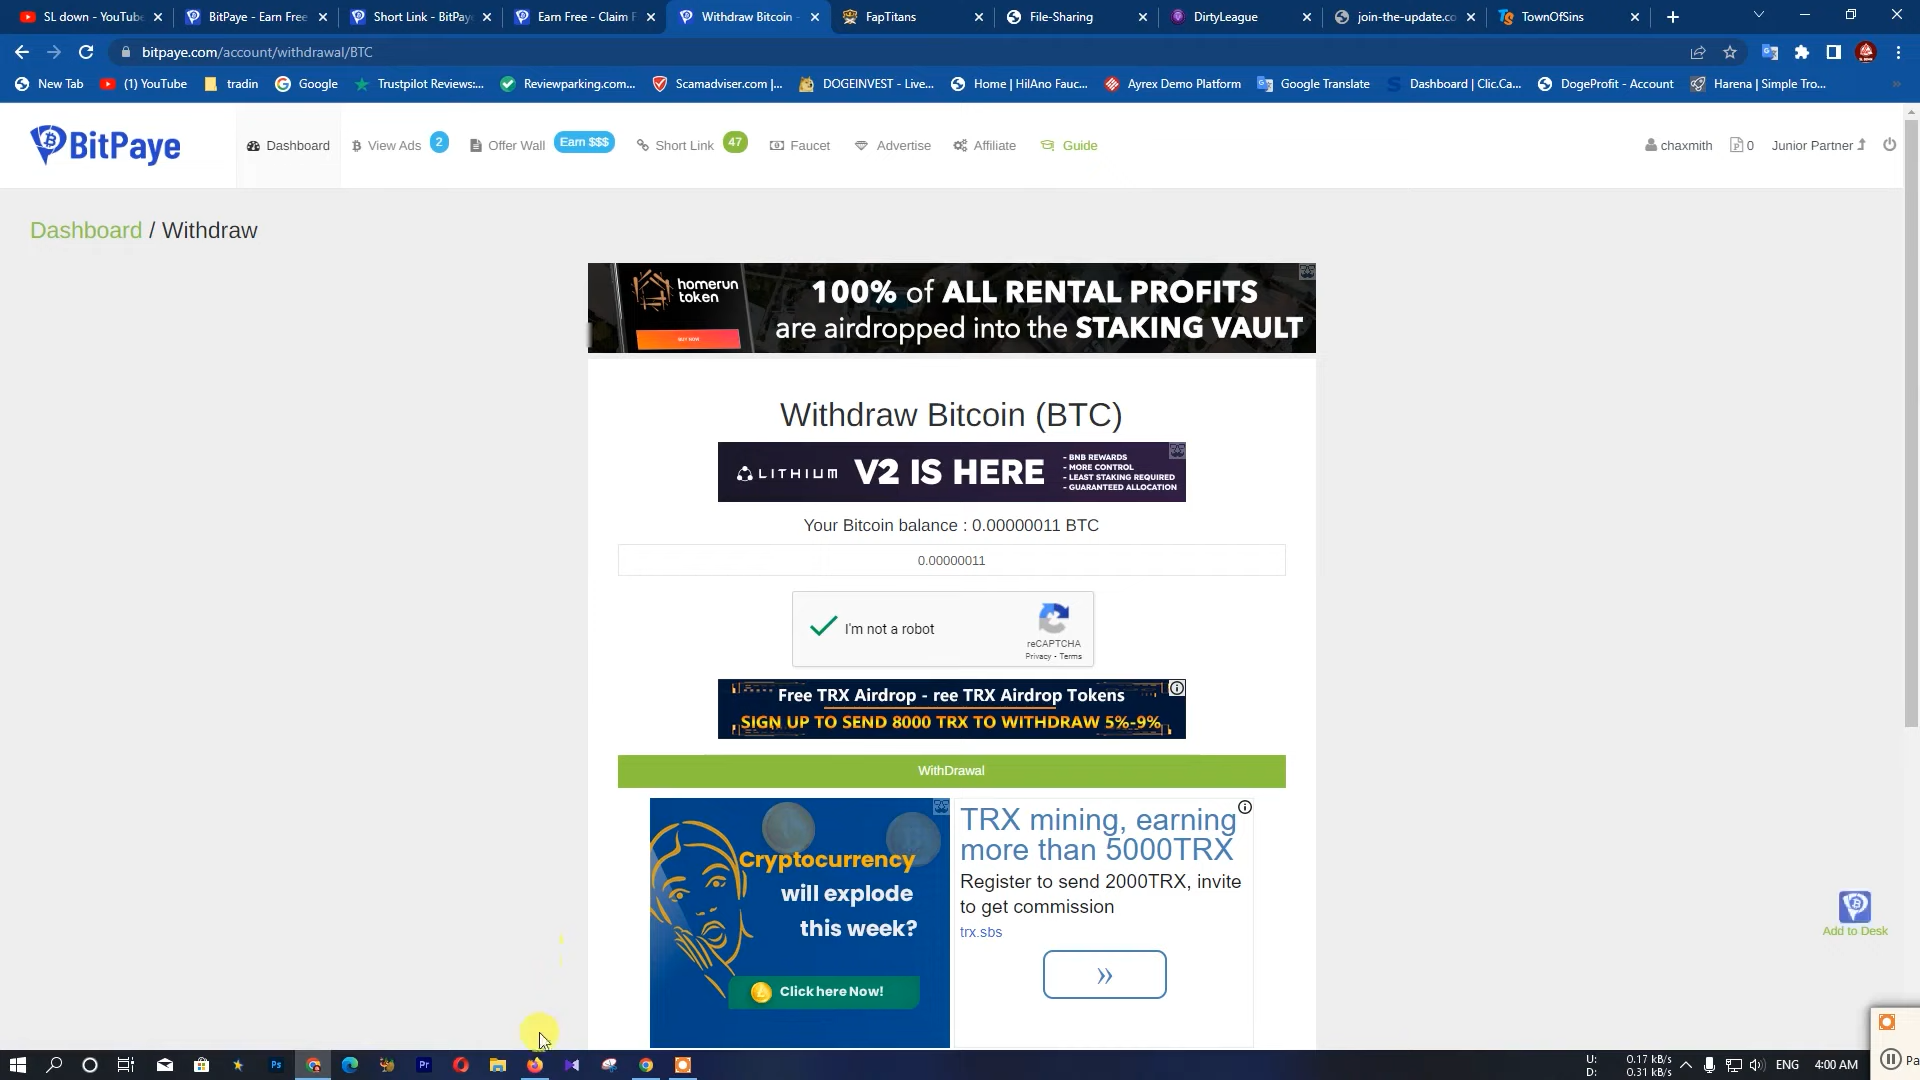 SL down - YouTube
BitPaye - Earn Free
Short Link - BitPay
Earn Free - Claim F
Withdraw Bitcoin -
FapTitans
File-Sharing
DirtyLeague
join-the-update.co
TownOfSins
bitpaye.com/account/withdrawal/BTC
New Tab
(1) YouTube
tradin
Google
Trustpilot Reviews:...
Reviewparking.com...
Scamadviser.com |...
DOGEINVEST - Live...
Home | HilAno Fauc...
Ayrex Demo Platform
Google Translate
Dashboard | Clic.Ca...
DogeProfit - Account
Harena | Simple Tro...
BitPaye
Dashboard
View Ads 2
Offer Wall Earn $$$
Short Link 47
Faucet
Advertise
Affiliate
Guide
chaxmith
0
Junior Partner
Dashboard / Withdraw
homerun
token
BUY NOW
100% of ALL RENTAL PROFITS
are airdropped into the STAKING VAULT
Withdraw Bitcoin (BTC)
LITHIUM
V2 IS HERE
- BNB REWARDS
- MORE CONTROL
- LEAST STAKING REQUIRED
- GUARANTEED ALLOCATION
Your Bitcoin balance : 0.00000011 BTC
0.00000011
I'm not a robot
reCAPTCHA
Privacy - Terms
Free TRX Airdrop - ree TRX Airdrop Tokens
SIGN UP TO SEND 8000 TRX TO WITHDRAW 5%-9%
WithDrawal
Cryptocurrency
will explode
this week?
Click here Now!
TRX mining, earning
more than 5000TRX
Register to send 2000TRX, invite
to get commission
trx.sbs
»
Add to Desk
Ps
Pr
U: 0.17 kB/s
D: 0.31 kB/s
ENG
4:00 AM
Pa